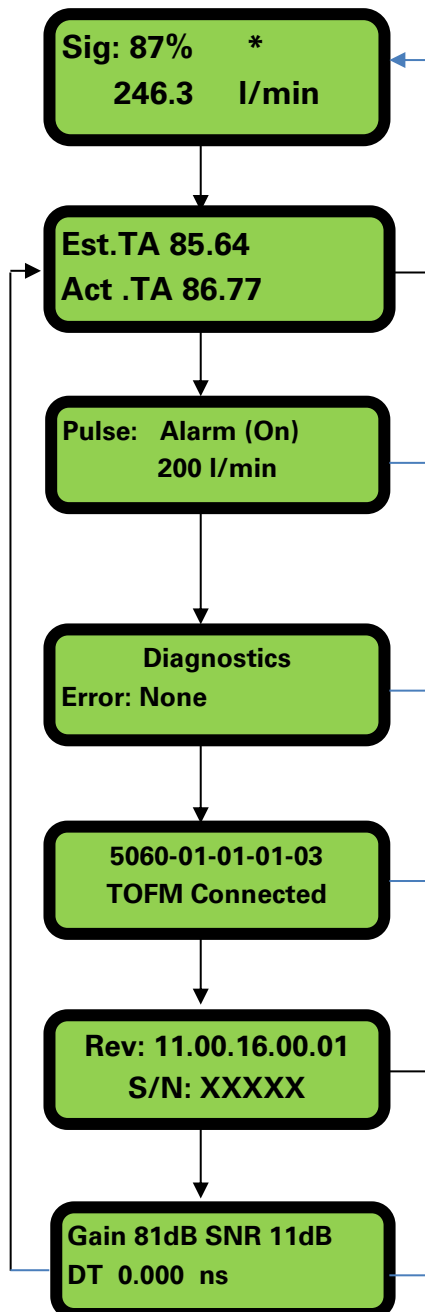 Sig: 87% *
246.3 l/min
Est.TA 85.64
Act .TA 86.77
Pulse: Alarm (On)
200 l/min
Diagnostics
Error: None
5060-01-01-01-03
TOFM Connected
Rev: 11.00.16.00.01
S/N: XXXXX
Gain 81dB SNR 11dB
DT 0.000 ns